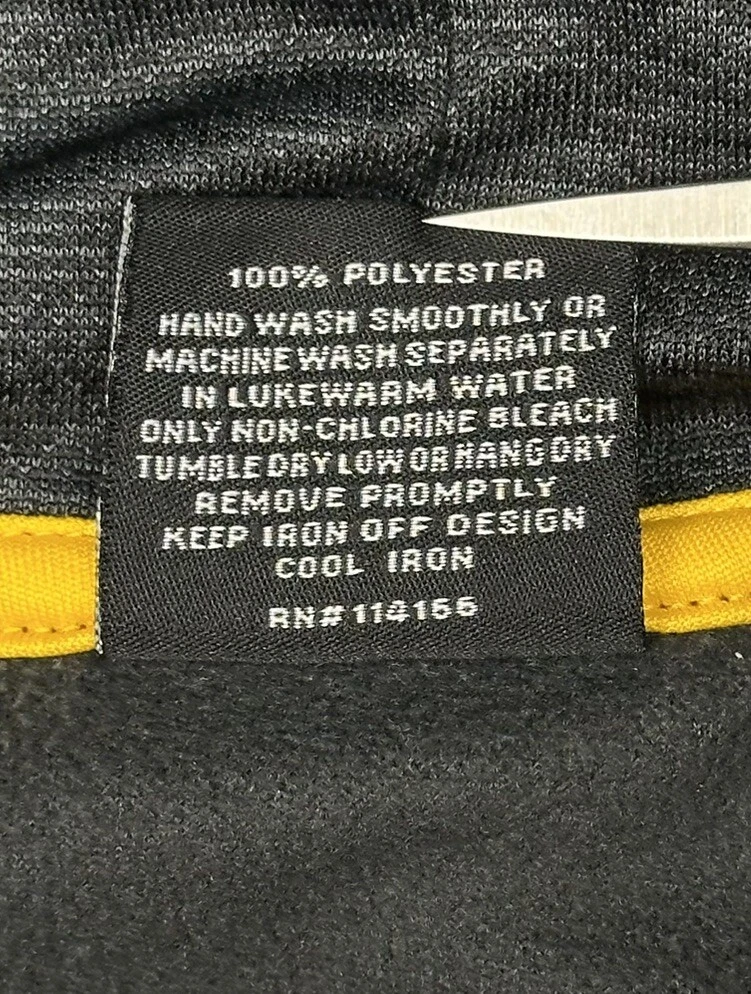 100% POLYESTER
HAND WASH SMOOTHLY OR
MACHINE WASH SEPARATELY
IN LUKEWARM WATER
ONLY NON-CHLORINE BLEACH
TUMBLE DRY LOW OR HANG DRY
REMOVE PROMPTLY
KEEP IRON OFF DESIGN
COOL IRON
RN# 114166